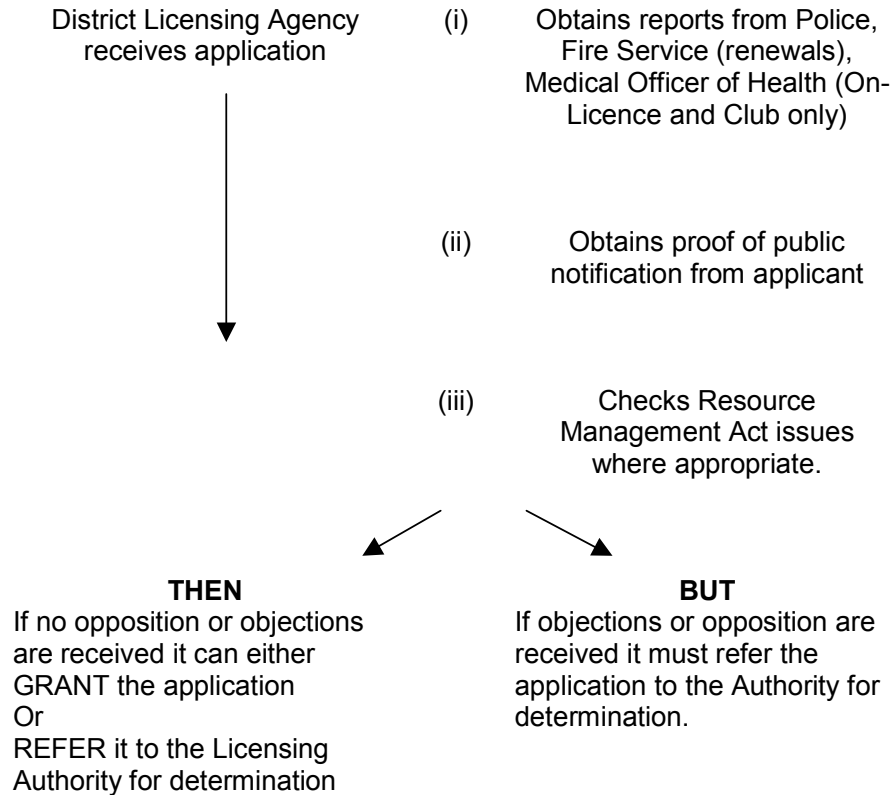 District Licensing Agency
receives application
(i)
Obtains reports from Police,
Fire Service (renewals),
Medical Officer of Health (On-
Licence and Club only)
(ii)
Obtains proof of public
notification from applicant
(iii)
Checks Resource
Management Act issues
where appropriate.
THEN
If no opposition or objections
are received it can either
GRANT the application
Or
REFER it to the Licensing
Authority for determination
BUT
If objections or opposition are
received it must refer the
application to the Authority for
determination.